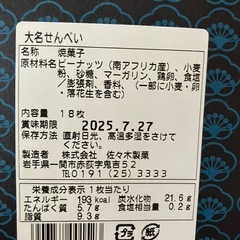 大名せんべい
名称　焼菓子
原材料名ピーナッツ（南アフリカ産）、小麦
粉、砂糖、マーガリン、鶏卵、食塩
／膨張剤、香料、（一部に小麦・卵
・落花生を含む）
内容量　18枚
賞味期限　2025.7.27
保存方法　直射日光、高温多湿をさけて
ください。
製造者　株式会社　佐々木製菓
岩手県一関市赤荻字鬼吉52
TEL0191(25)3333
栄養成分表示 1枚当たり
エネルギー　193kcal　炭水化物　21.6g
たんぱく質　5.7g　食塩相当量　0.2g
脂質　9.3g
プラ　紙